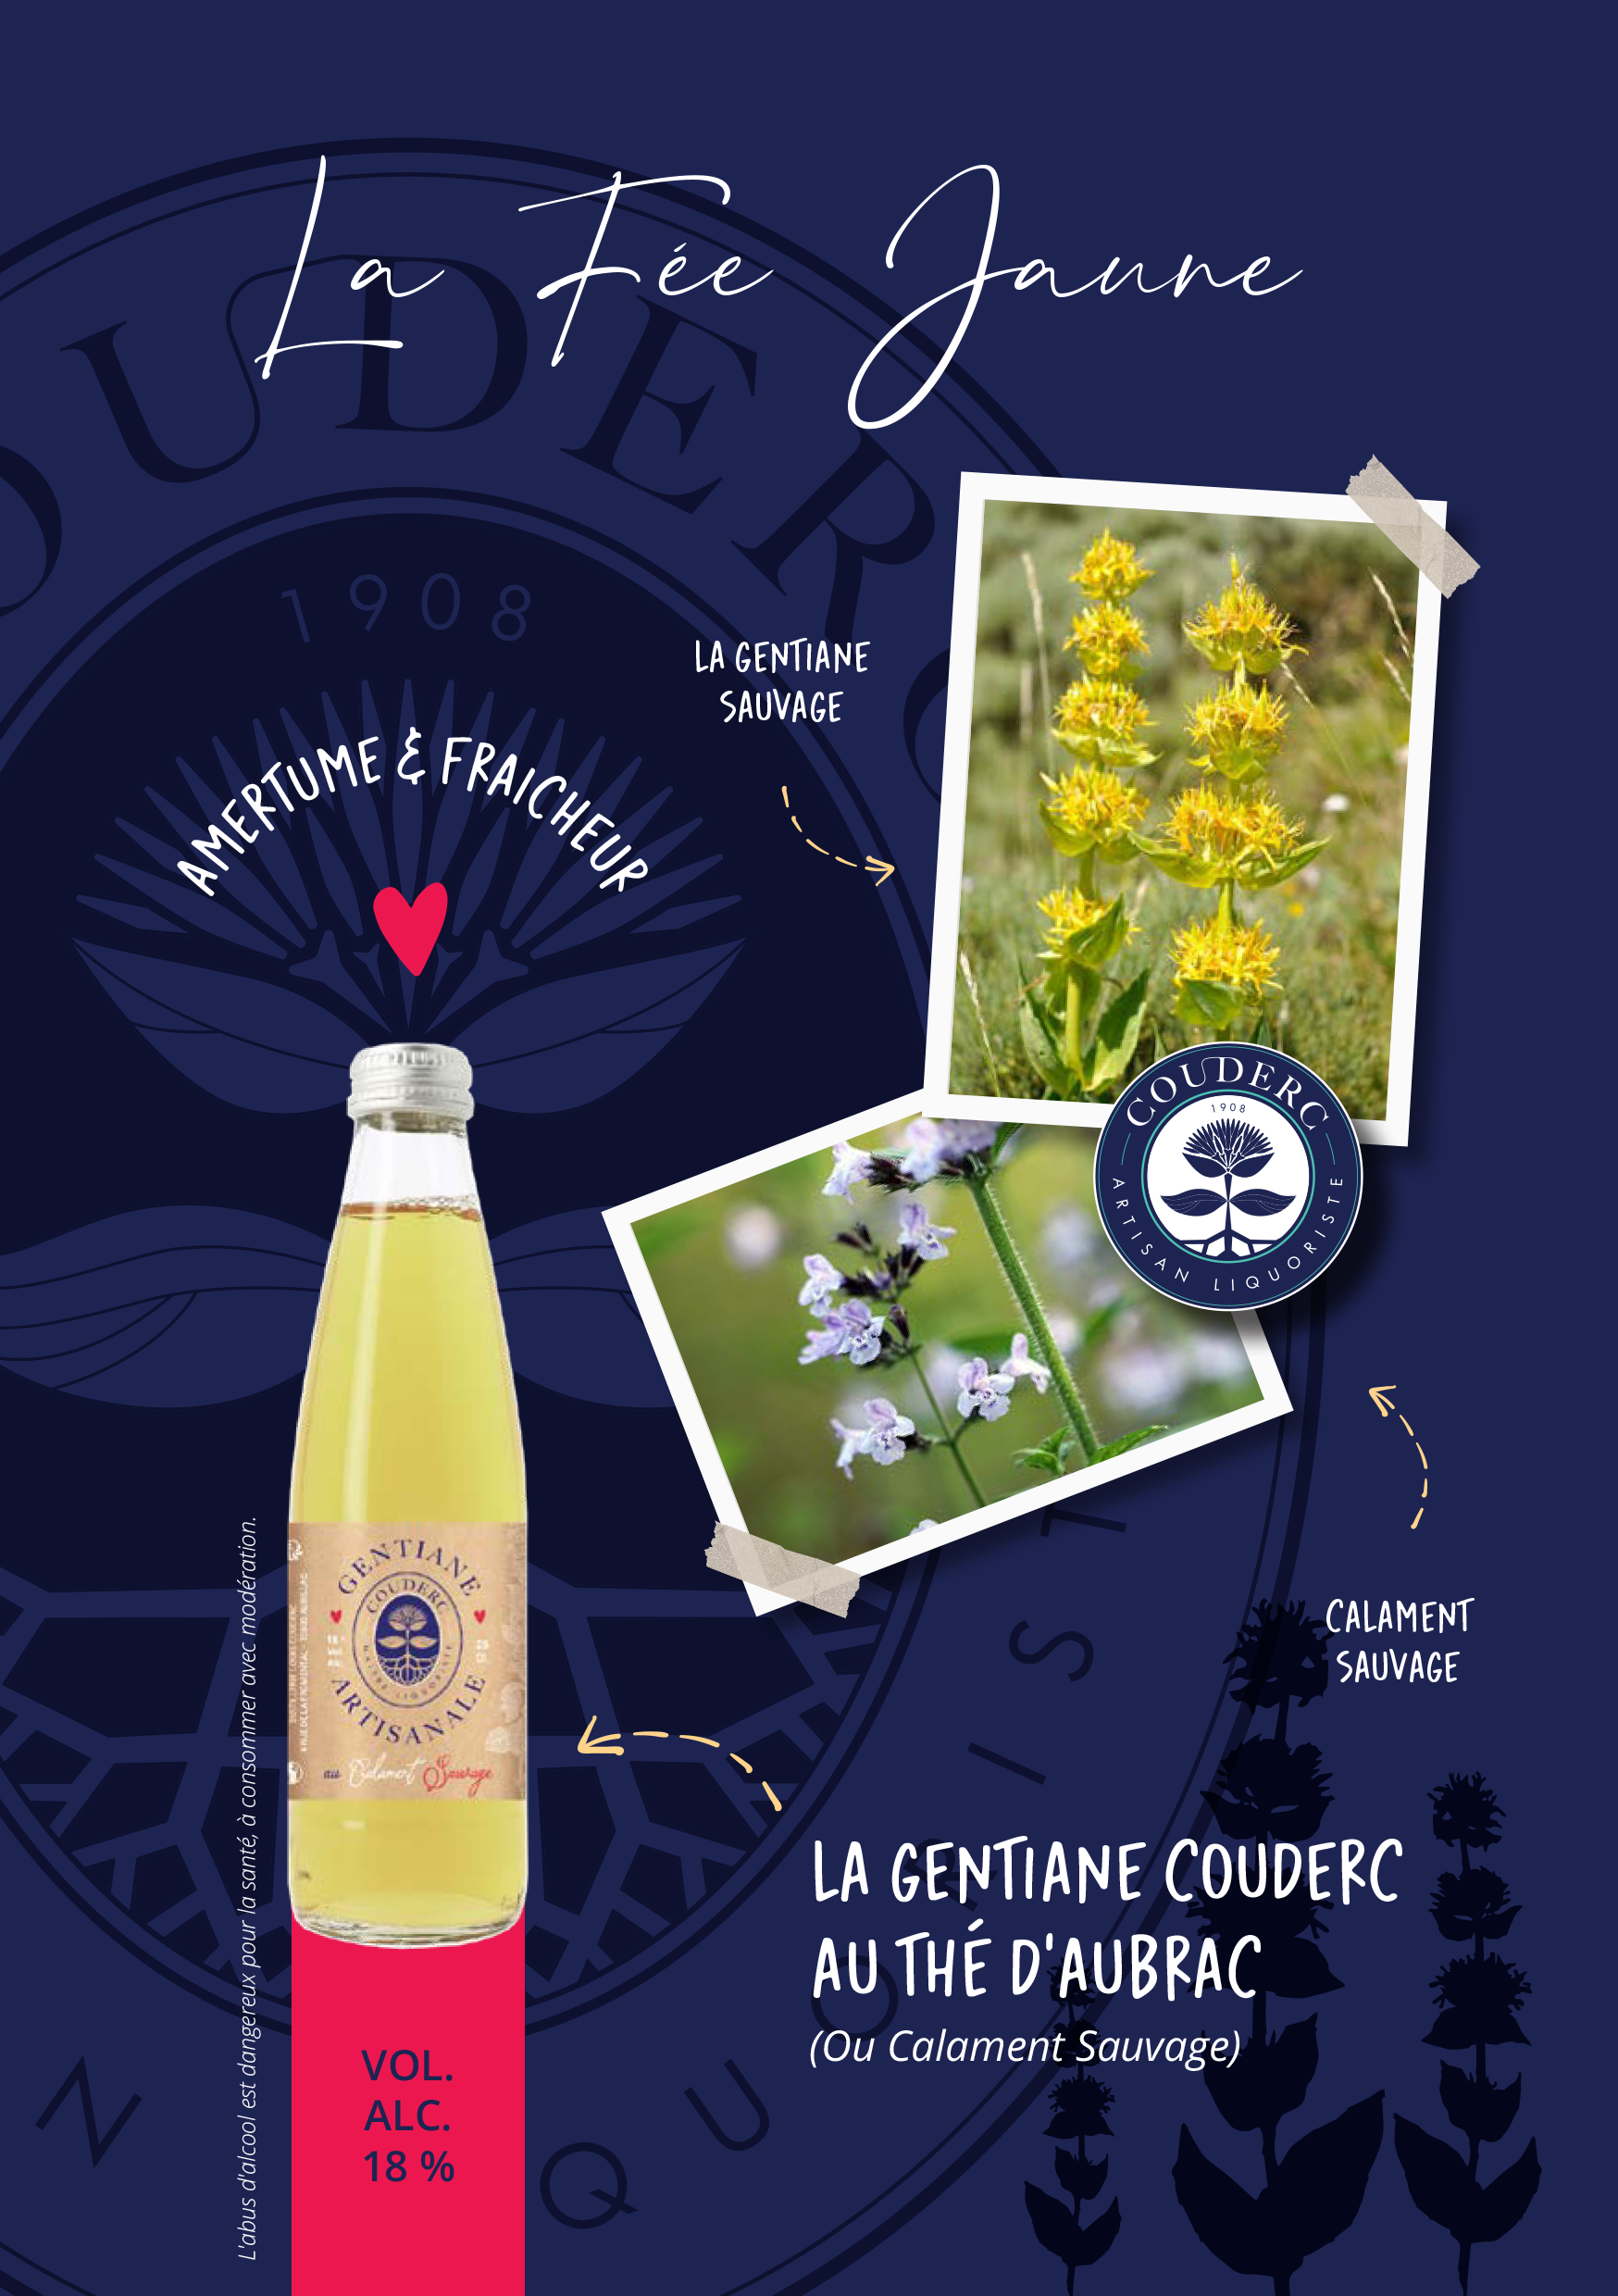 La Fée Jaune
COUDERC
1908
LA GENTIANE
SAUVAGE
AMERTUME & FRAICHEUR
COUDERC
1908
ARTISAN LIQUORISTE
CALAMENT
SAUVAGE
GENTIANE
COUDERC
ARTISANALE
au Calament Sauvage
LA GENTIANE COUDERC
AU THÉ D'AUBRAC
(Ou Calament Sauvage)
VOL.
ALC.
18 %
L'abus d'alcool est dangereux pour la santé, à consommer avec modération.